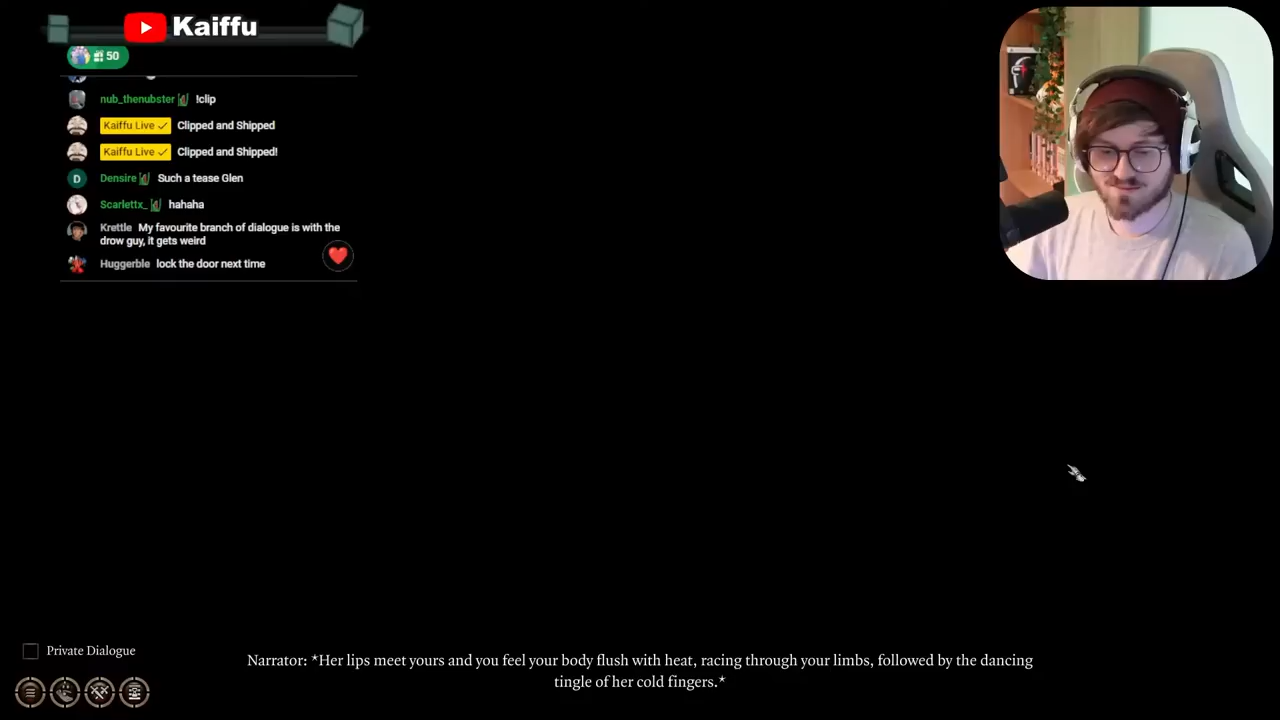 Kaiffu
50
nub_thenubster !clip
Kaiffu Live ✓ Clipped and Shipped
Kaiffu Live ✓ Clipped and Shipped!
D Densire Such a tease Glen
Scarlettx_ hahaha
Krettle My favourite branch of dialogue is with the
drow guy, it gets weird
Huggerble lock the door next time
Private Dialogue
Narrator: *Her lips meet yours and you feel your body flush with heat, racing through your limbs, followed by the dancing
tingle of her cold fingers.*